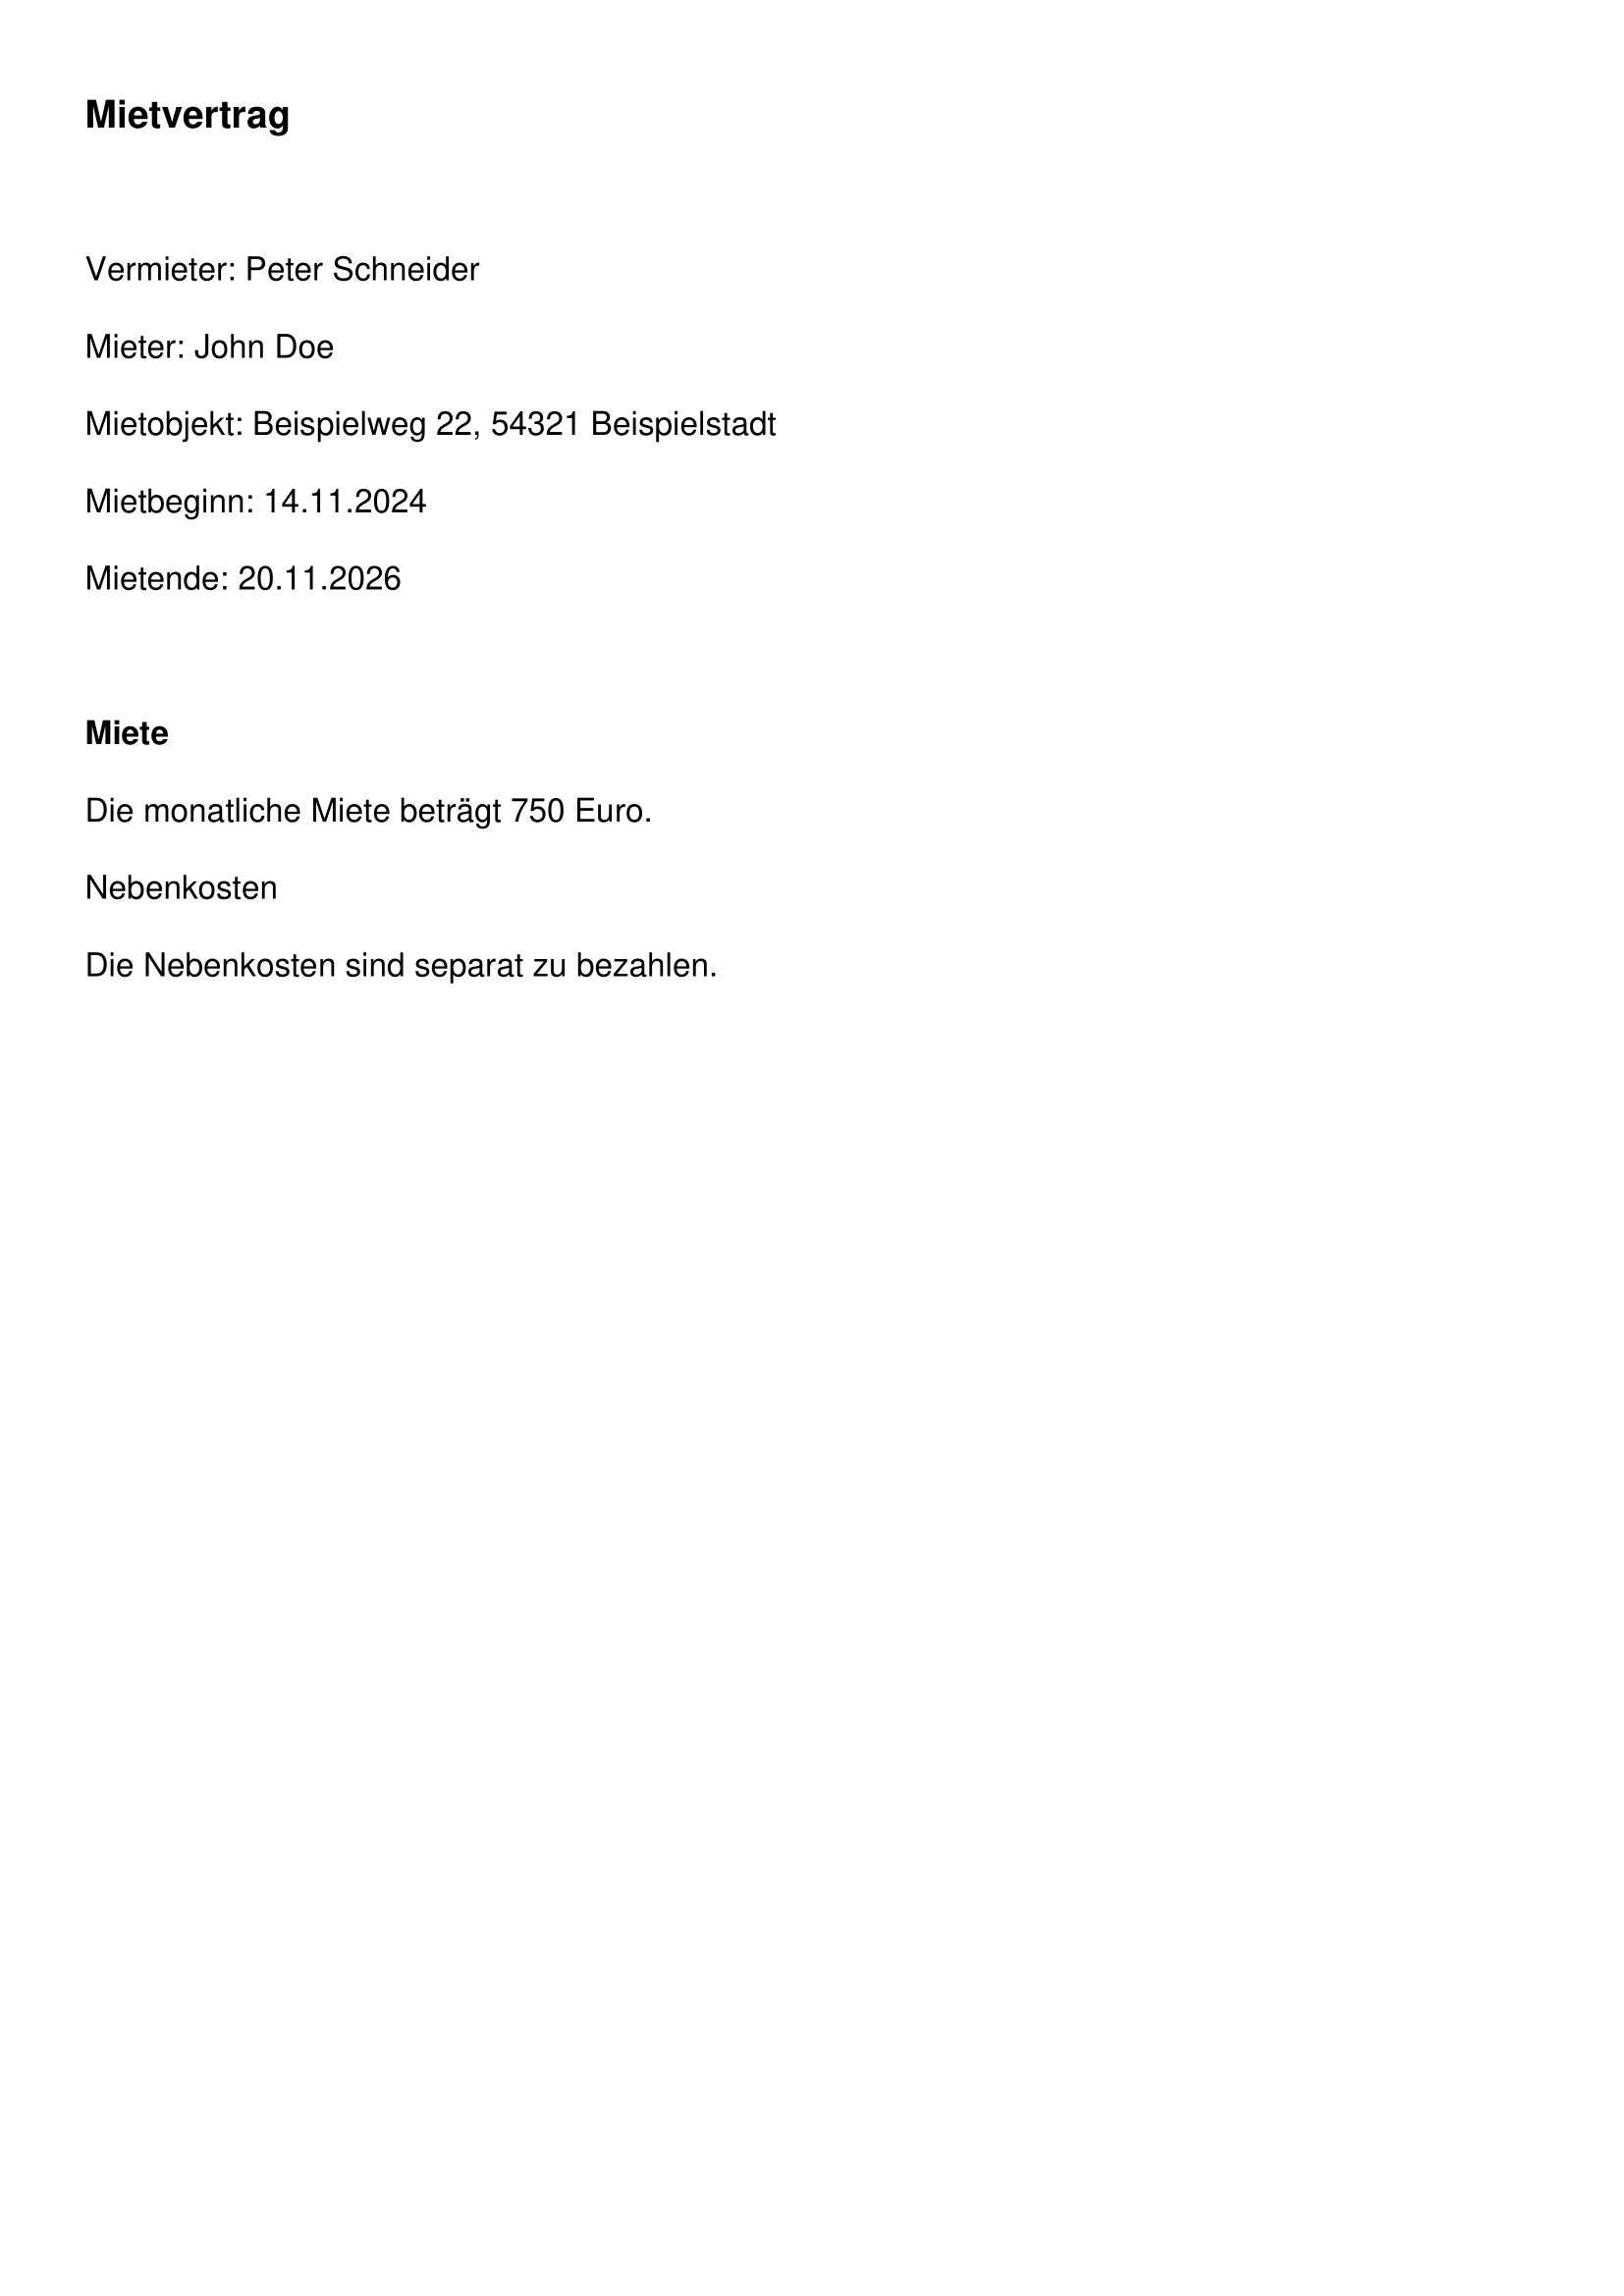 Mietvertrag
Vermieter: Peter Schneider
Mieter: John Doe
Mietobjekt: Beispielweg 22, 54321 Beispielstadt
Mietbeginn: 14.11.2024
Mietende: 20.11.2026
Miete
Die monatliche Miete beträgt 750 Euro.
Nebenkosten
Die Nebenkosten sind separat zu bezahlen.